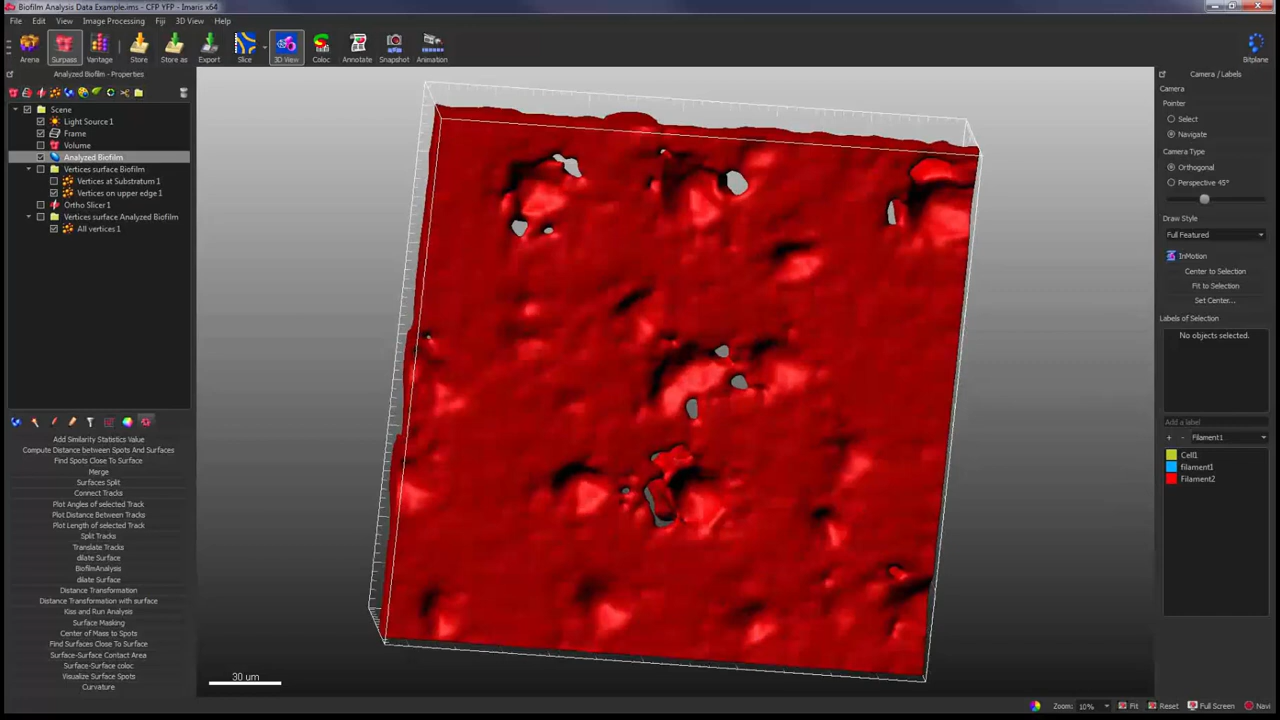 Biofilm Analysis Data Example.ims - CFP YFP - Imaris x64
File Edit View Image Processing Fiji 3D View Help
Arena Surpass Vantage Store Store as Export Slice 3D View Coloc Annotate Snapshot Animation Bitplane
Analyzed Biofilm - Properties
Scene
Light Source 1
Frame
Volume
Analyzed Biofilm
Vertices surface Biofilm
Vertices at Substratum 1
Vertices on upper edge 1
Ortho Slicer 1
Vertices surface Analyzed Biofilm
All vertices 1
Add Similarity Statistics Value
Compute Distance between Spots And Surfaces
Find Spots Close To Surface
Merge
Surfaces Split
Connect Tracks
Plot Angles of selected Track
Plot Distance Between Tracks
Plot Length of selected Track
Split Tracks
Translate Tracks
dilate Surface
BiofilmAnalysis
dilate Surface
Distance Transformation
Distance Transformation with surface
Kiss and Run Analysis
Surface Masking
Center of Mass to Spots
Find Surfaces Close To Surface
Surface-Surface Contact Area
Surface-Surface coloc
Visualize Surface Spots
Curvature
30 um
Camera / Labels
Camera
Pointer
Select
Navigate
Camera Type
Orthogonal
Perspective 45°
Draw Style
Full Featured
InMotion
Center to Selection
Fit to Selection
Set Center...
Labels of Selection
No objects selected.
Add a label
+ - Filament1
Cell1
filament1
Filament2
Zoom: 10% Fit Reset Full Screen Navi